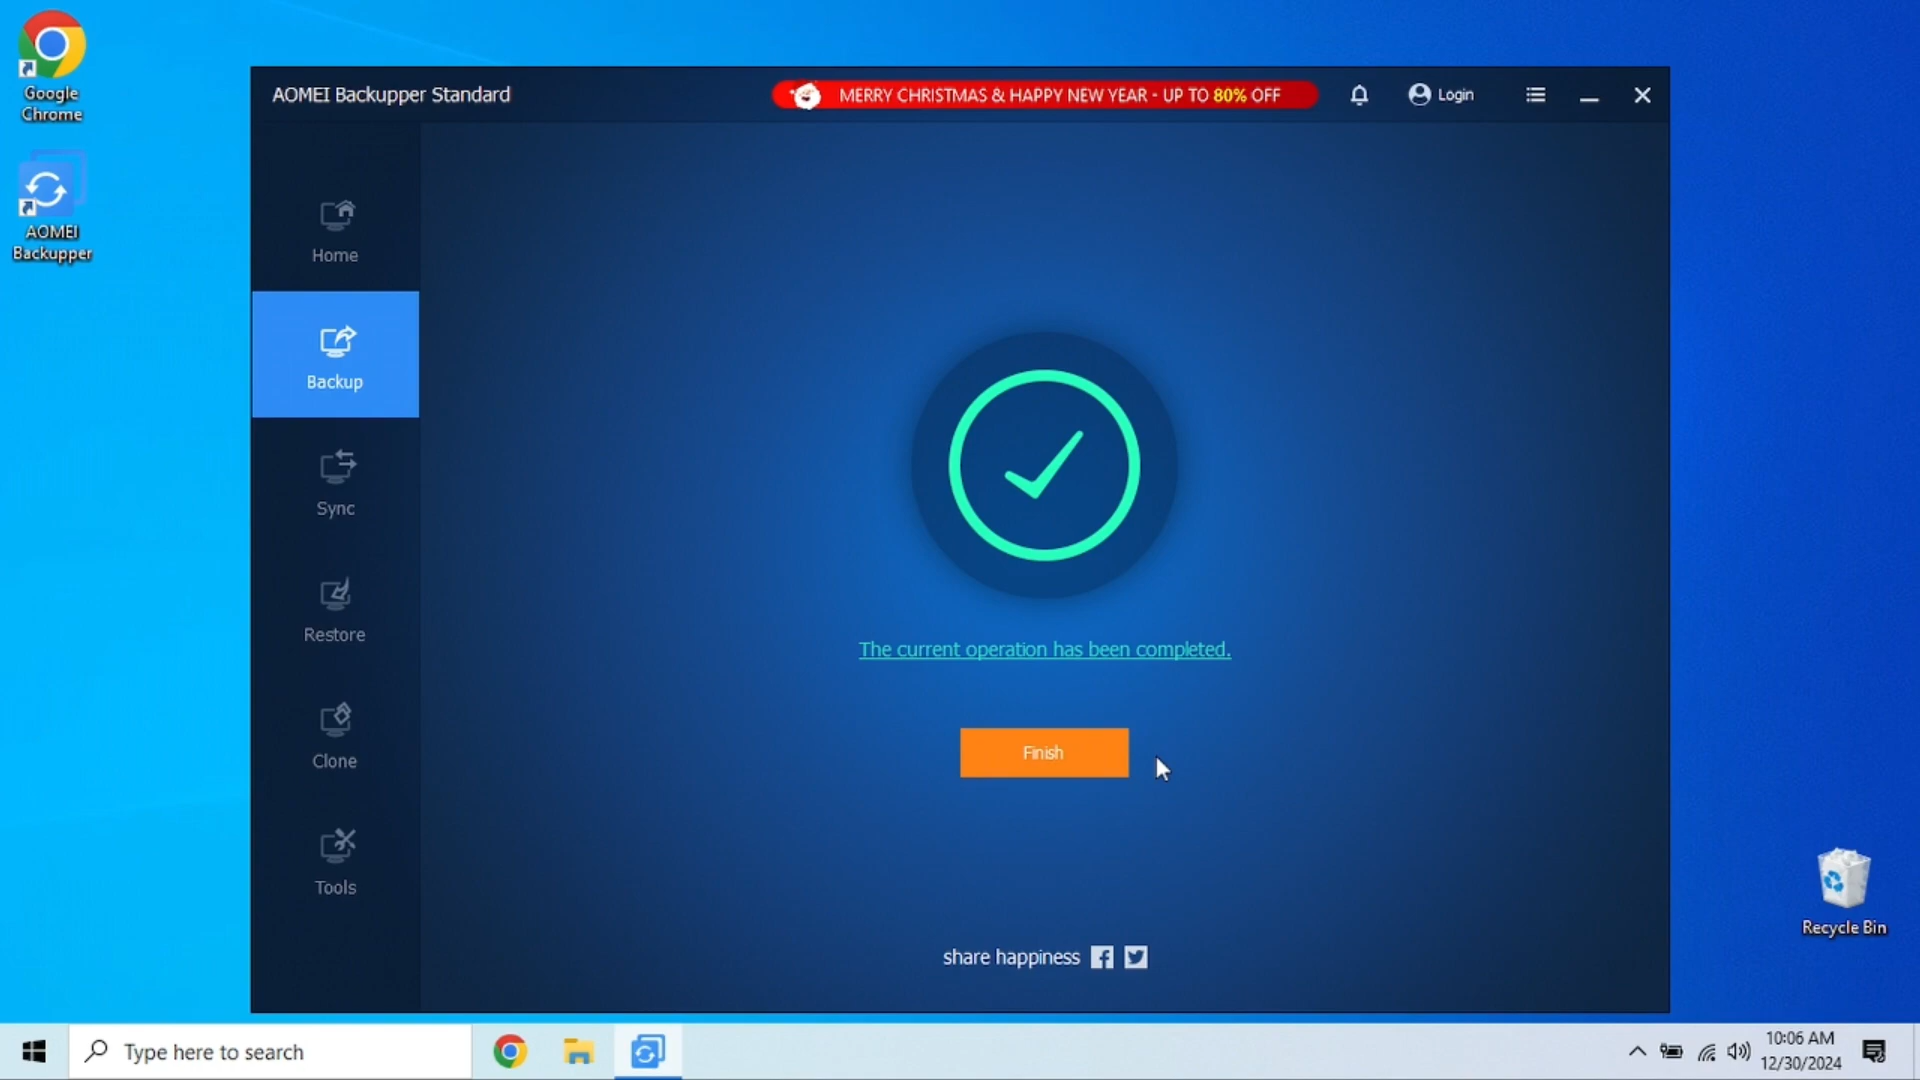 Google
Chrome
AOMEI
Backupper
AOMEI Backupper Standard
MERRY CHRISTMAS & HAPPY NEW YEAR - UP TO 80% OFF
Login
Home
Backup
Sync
Restore
Clone
Tools
The current operation has been completed.
Finish
share happiness
Recycle Bin
Type here to search
10:06 AM
12/30/2024